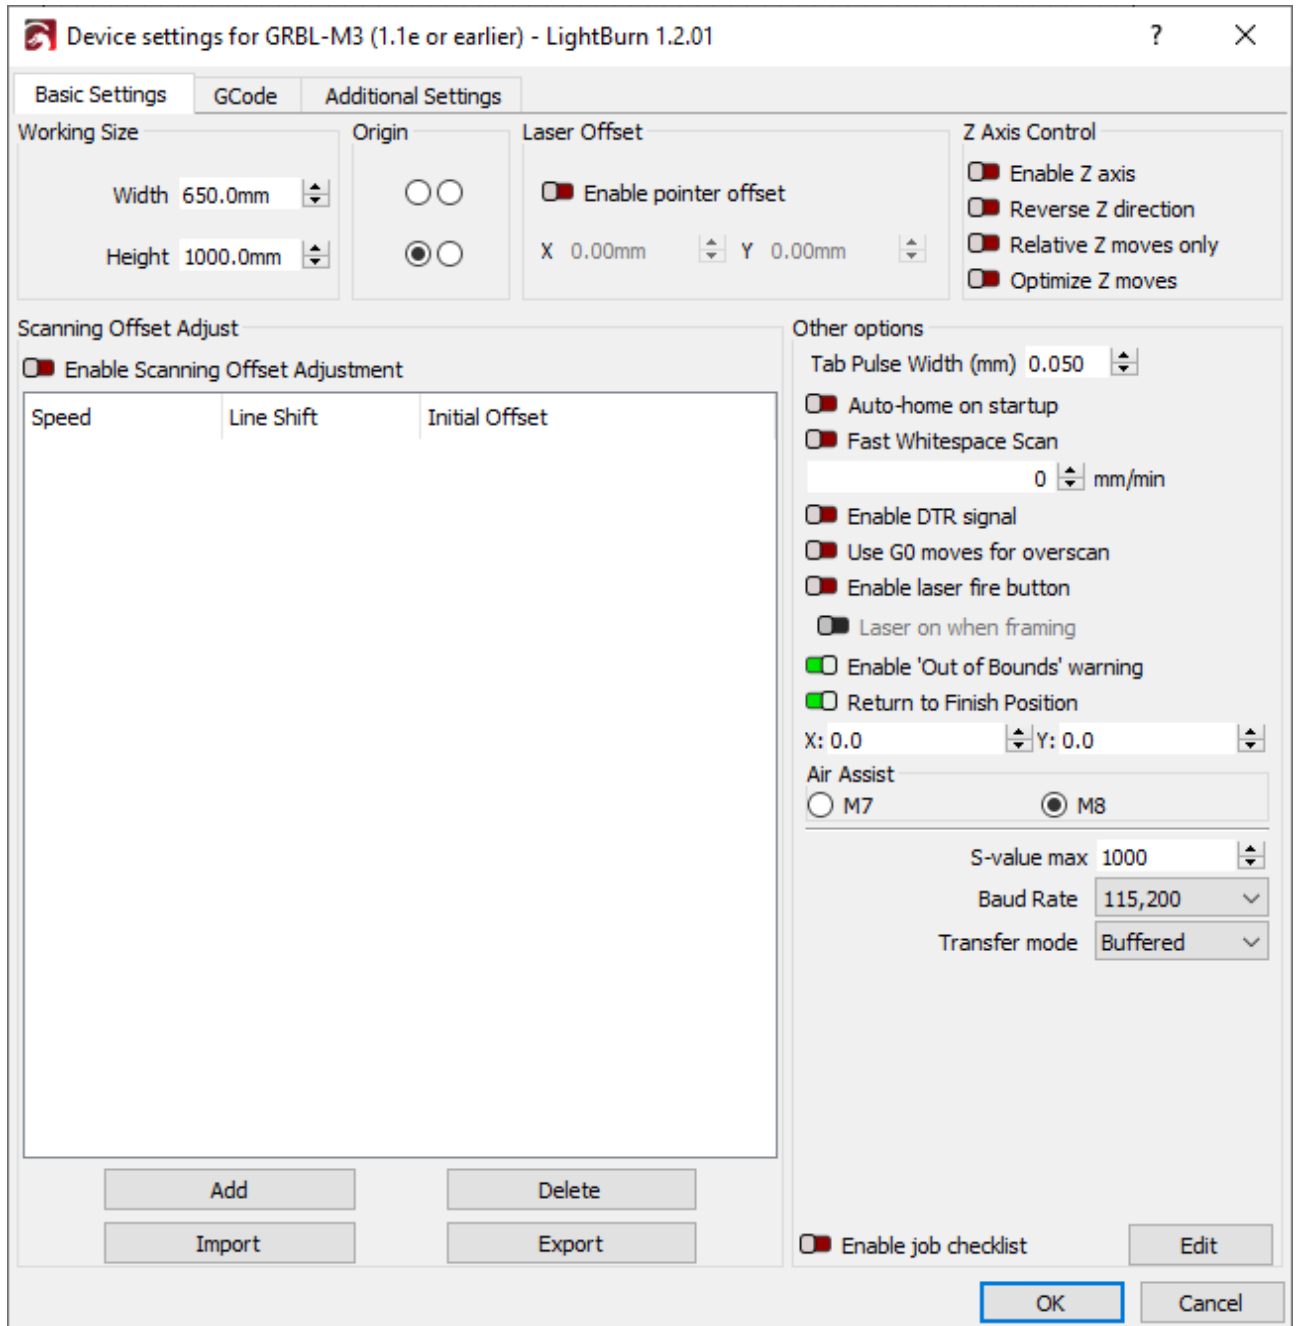 Device settings for GRBL-M3 (1.1e or earlier) - LightBurn 1.2.01 ?
Basic Settings GCode Additional Settings
Working Size
Width 650.0mm
Height 1000.0mm
Origin
Laser Offset
Enable pointer offset
X 0.00mm Y 0.00mm
Z Axis Control
Enable Z axis
Reverse Z direction
Relative Z moves only
Optimize Z moves
Scanning Offset Adjust
Enable Scanning Offset Adjustment
Speed Line Shift Initial Offset
Add Delete
Import Export
Other options
Tab Pulse Width (mm) 0.050
Auto-home on startup
Fast Whitespace Scan
0 mm/min
Enable DTR signal
Use G0 moves for overscan
Enable laser fire button
Laser on when framing
Enable 'Out of Bounds' warning
Return to Finish Position
X: 0.0 Y: 0.0
Air Assist
M7 M8
S-value max 1000
Baud Rate 115,200
Transfer mode Buffered
Enable job checklist Edit
OK Cancel